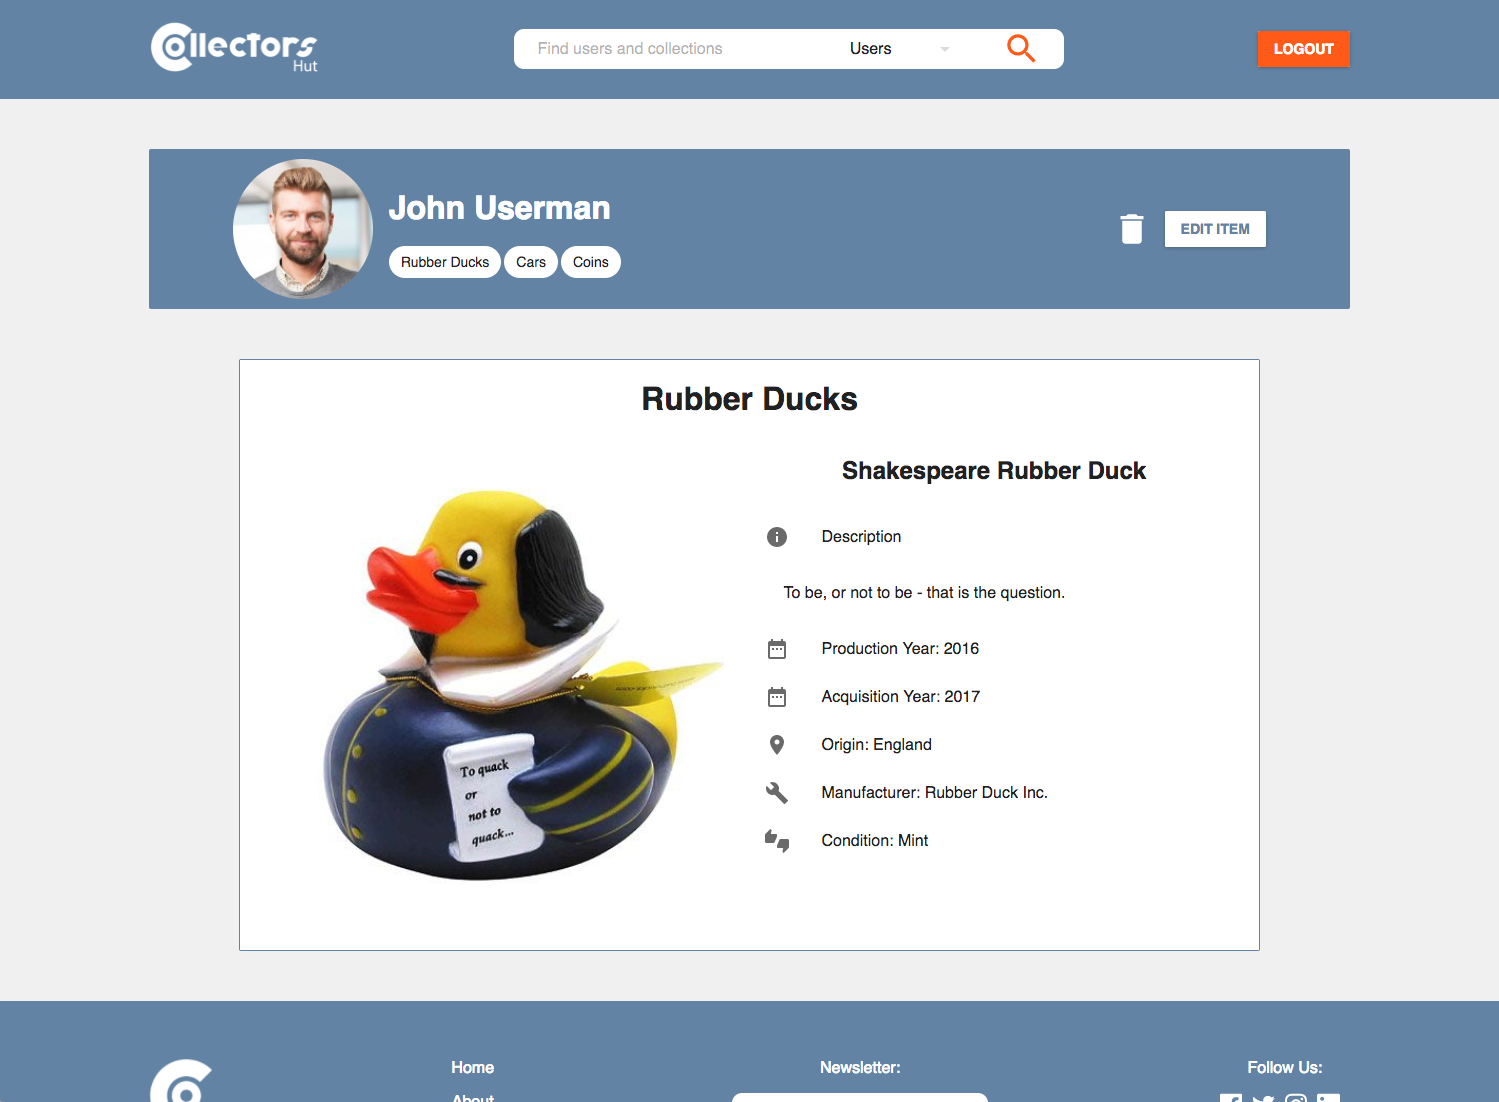 Collectors
Hut
Find users and collections
Users
LOGOUT
John Userman
Rubber Ducks
Cars
Coins
EDIT ITEM
Rubber Ducks
Shakespeare Rubber Duck
Description
To be, or not to be - that is the question.
Production Year: 2016
Acquisition Year: 2017
Origin: England
Manufacturer: Rubber Duck Inc.
Condition: Mint
To quack
or
not to
quack...
Home
Newsletter:
Follow Us:
About